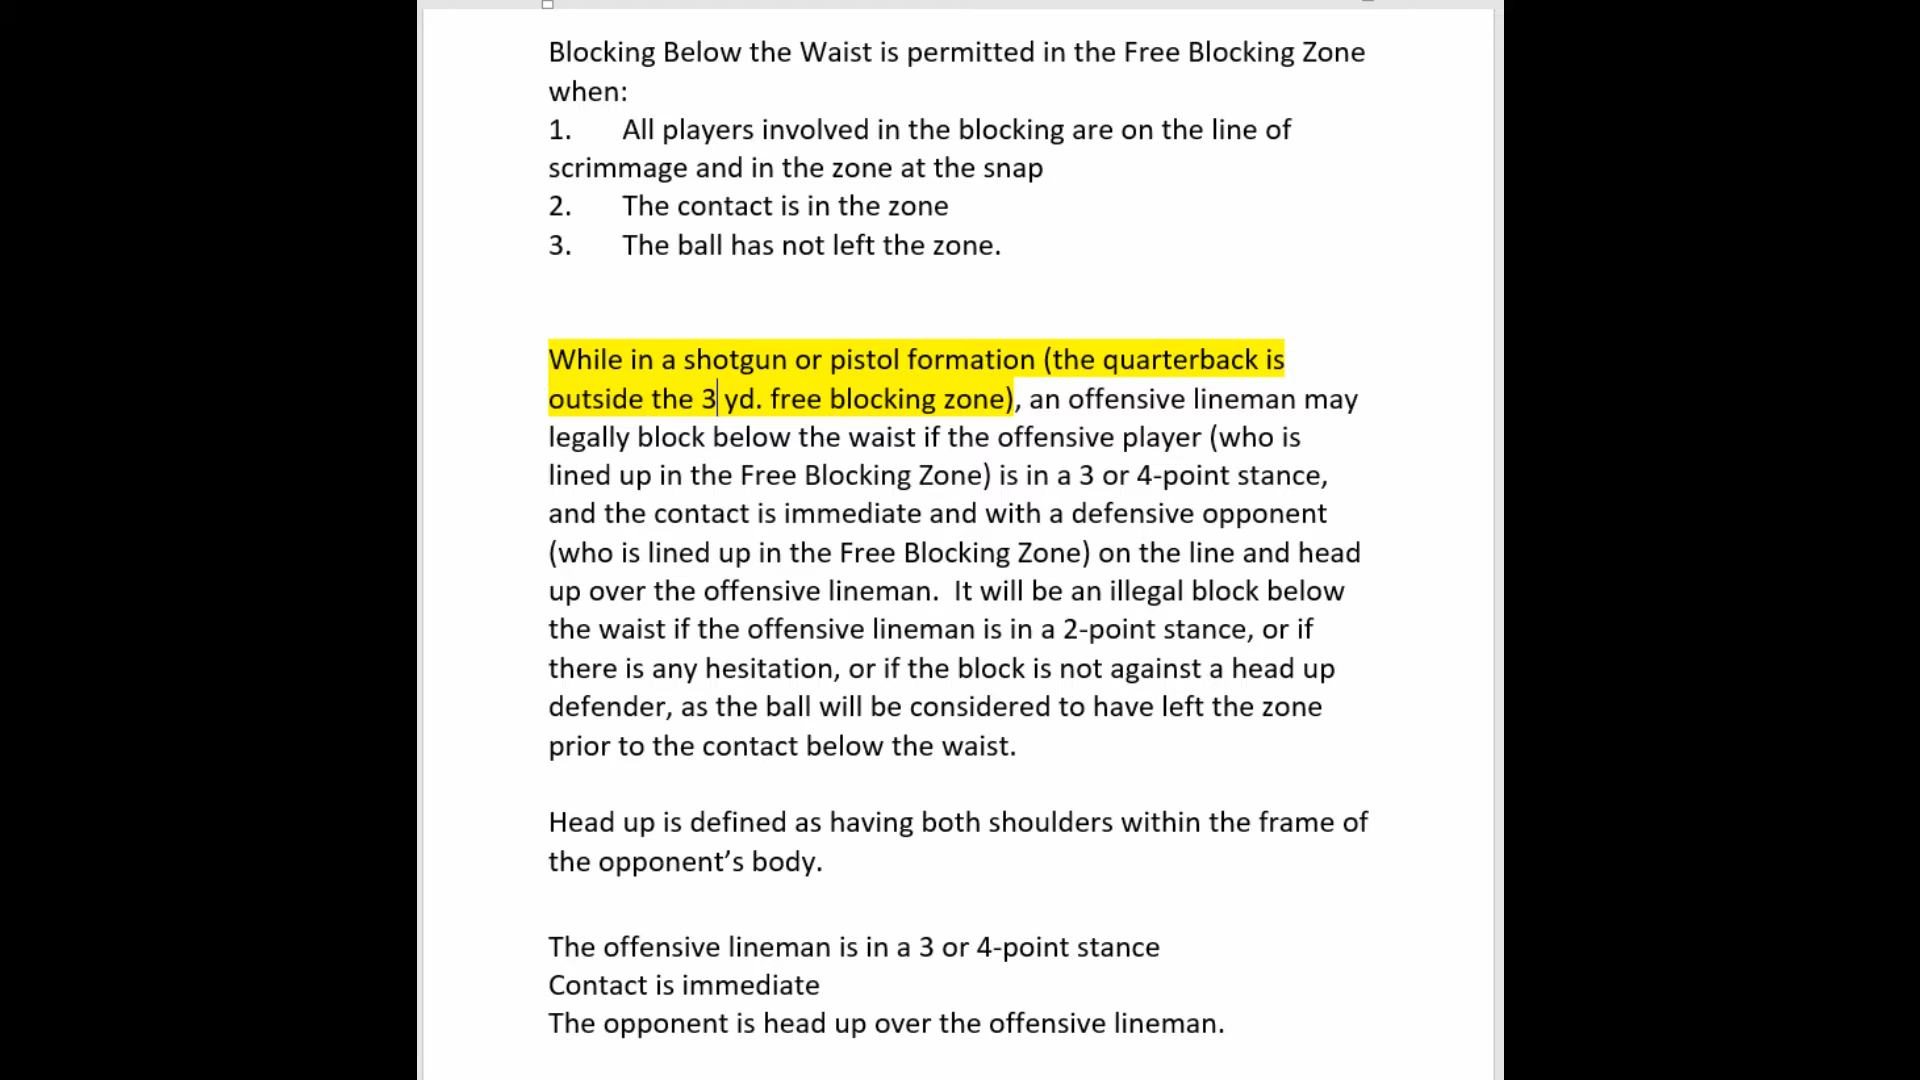 Blocking Below the Waist is permitted in the Free Blocking Zone
when:
1. All players involved in the blocking are on the line of
scrimmage and in the zone at the snap
2. The contact is in the zone
3. The ball has not left the zone.
While in a shotgun or pistol formation (the quarterback is
outside the 3 yd. free blocking zone), an offensive lineman may
legally block below the waist if the offensive player (who is
lined up in the Free Blocking Zone) is in a 3 or 4-point stance,
and the contact is immediate and with a defensive opponent
(who is lined up in the Free Blocking Zone) on the line and head
up over the offensive lineman.  It will be an illegal block below
the waist if the offensive lineman is in a 2-point stance, or if
there is any hesitation, or if the block is not against a head up
defender, as the ball will be considered to have left the zone
prior to the contact below the waist.
Head up is defined as having both shoulders within the frame of
the opponent’s body.
The offensive lineman is in a 3 or 4-point stance
Contact is immediate
The opponent is head up over the offensive lineman.